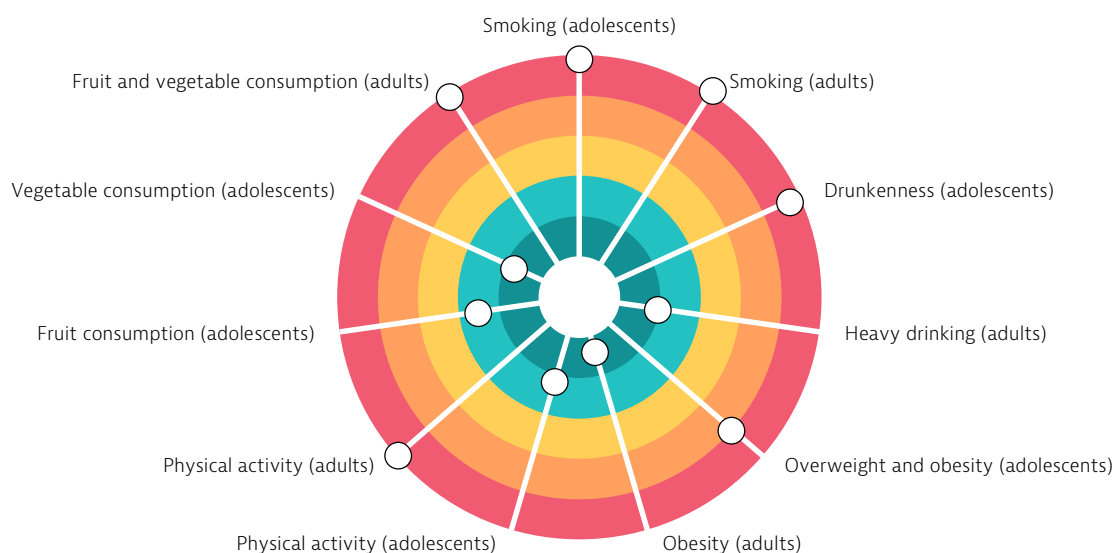 Smoking (adolescents)
Fruit and vegetable consumption (adults)
Smoking (adults)
Vegetable consumption (adolescents)
Drunkenness (adolescents)
Fruit consumption (adolescents)
Heavy drinking (adults)
Physical activity (adults)
Overweight and obesity (adolescents)
Physical activity (adolescents)
Obesity (adults)